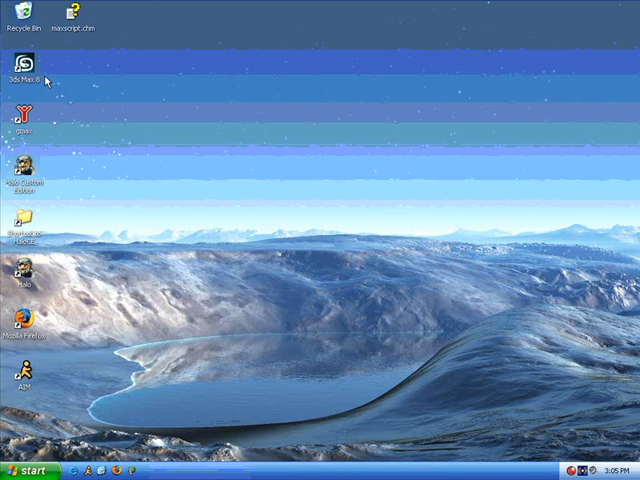 Recycle Bin
maxscript.chm
3ds Max 8
gmax
Halo Custom
Edition
Shortcut to
HaloCE
Halo
Mozilla Firefox
AIM
start
3:05 PM